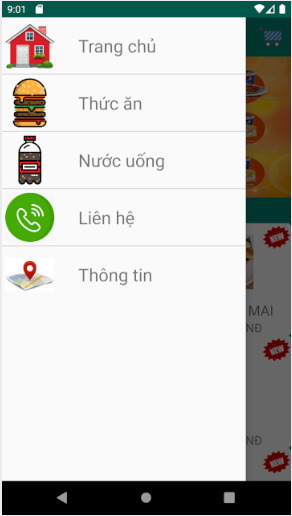 9:01
Trang chủ
Thức ăn
Nước uống
Liên hệ
Thông tin
NEW
MAI
NĐ
NEW
NĐ
NEW